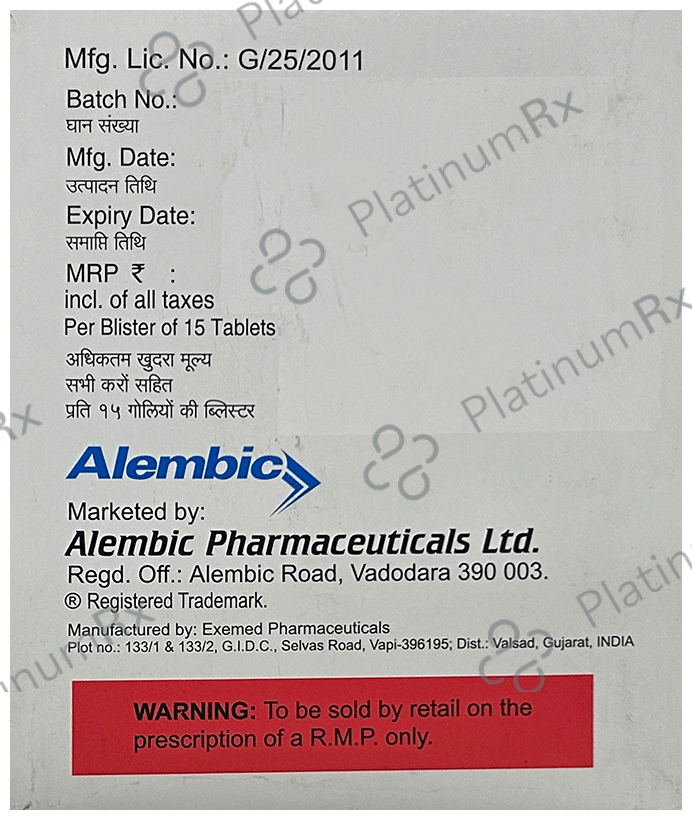 Mfg. Lic. No.: G/25/2011
Batch No.:
घान संख्या
Mfg. Date:
उत्पादन तिथि
Expiry Date:
समाप्ति तिथि
MRP ₹ :
incl. of all taxes
Per Blister of 15 Tablets
अधिकतम खुदरा मूल्य
सभी करों सहित
प्रति १५ गोलियों की ब्लिस्टर
Alembic
Marketed by:
Alembic Pharmaceuticals Ltd.
Regd. Off.: Alembic Road, Vadodara 390 003.
® Registered Trademark.
Manufactured by: Exemed Pharmaceuticals
Plot no.: 133/1 & 133/2, G.I.D.C., Selvas Road, Vapi-396195; Dist.: Valsad, Gujarat, INDIA
WARNING: To be sold by retail on the
prescription of a R.M.P. only.
PlatinumRx
PlatinumRx